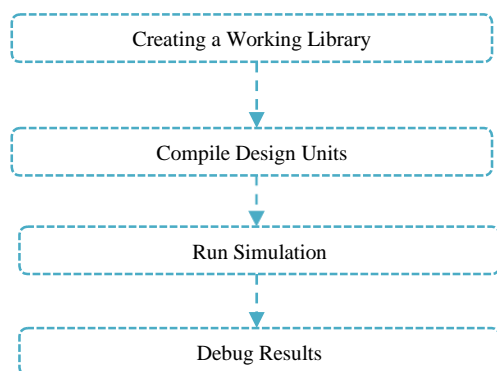 Creating a Working Library
Compile Design Units
Run Simulation
Debug Results